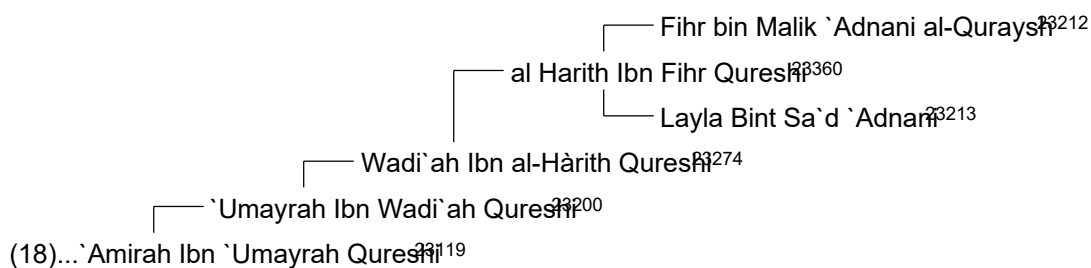 Fihr bin Malik `Adnani al-Quraysh23212
al Harith Ibn Fihr Qureshi23360
Layla Bint Sa`d `Adnani23213
Wadi`ah Ibn al-Hàrith Qureshi23274
`Umayrah Ibn Wadi`ah Qureshi23200
(18)...`Amirah Ibn `Umayrah Qureshi23119